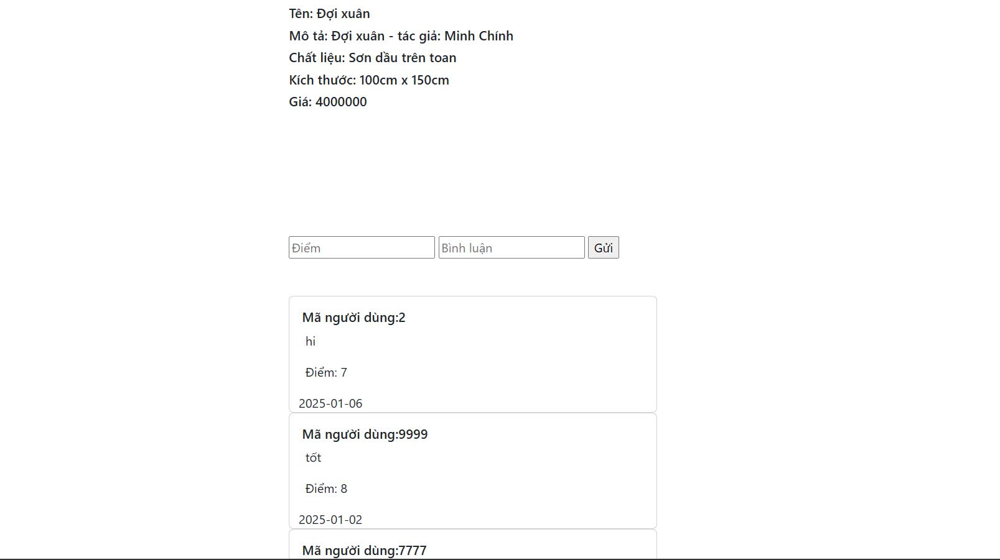 Tên: Đợi xuân
Mô tả: Đợi xuân - tác giả: Minh Chính
Chất liệu: Sơn dầu trên toan
Kích thước: 100cm x 150cm
Giá: 4000000
Điểm Bình luận Gửi
Mã người dùng:2
hi
Điểm: 7
2025-01-06
Mã người dùng:9999
tốt
Điểm: 8
2025-01-02
Mã người dùng:7777